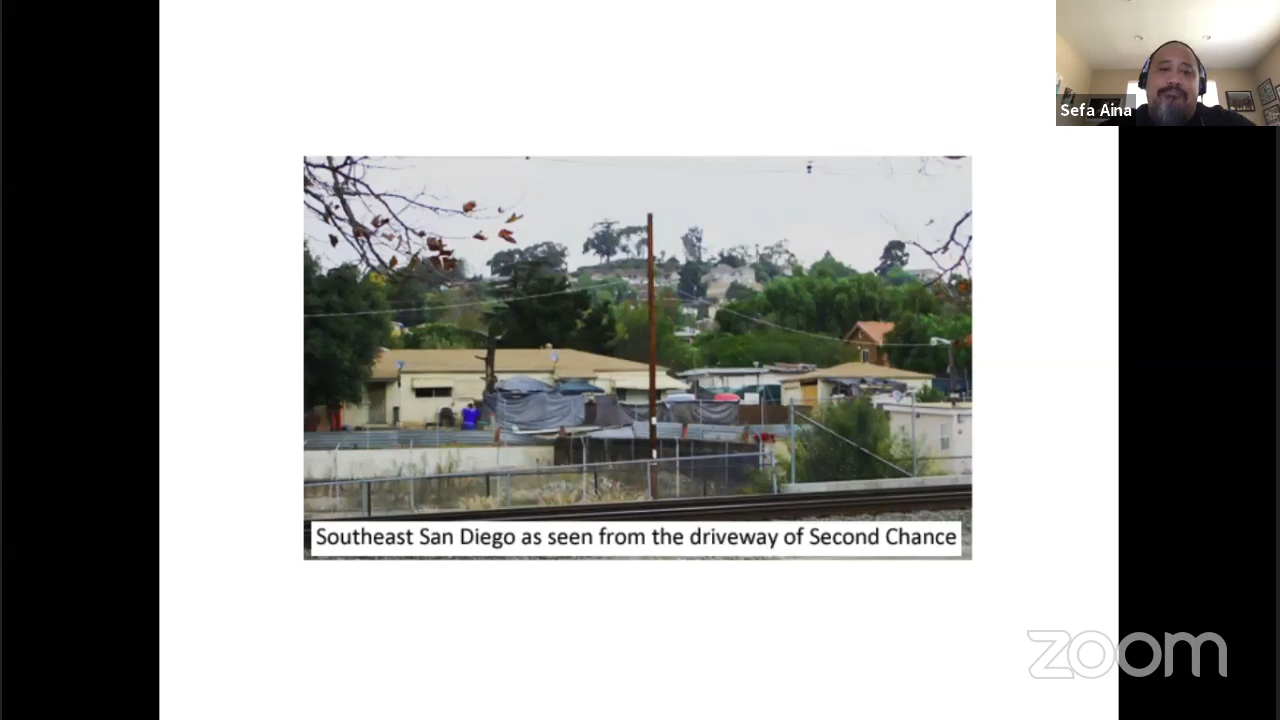 Sefa Aina
Southeast San Diego as seen from the driveway of Second Chance
zoom